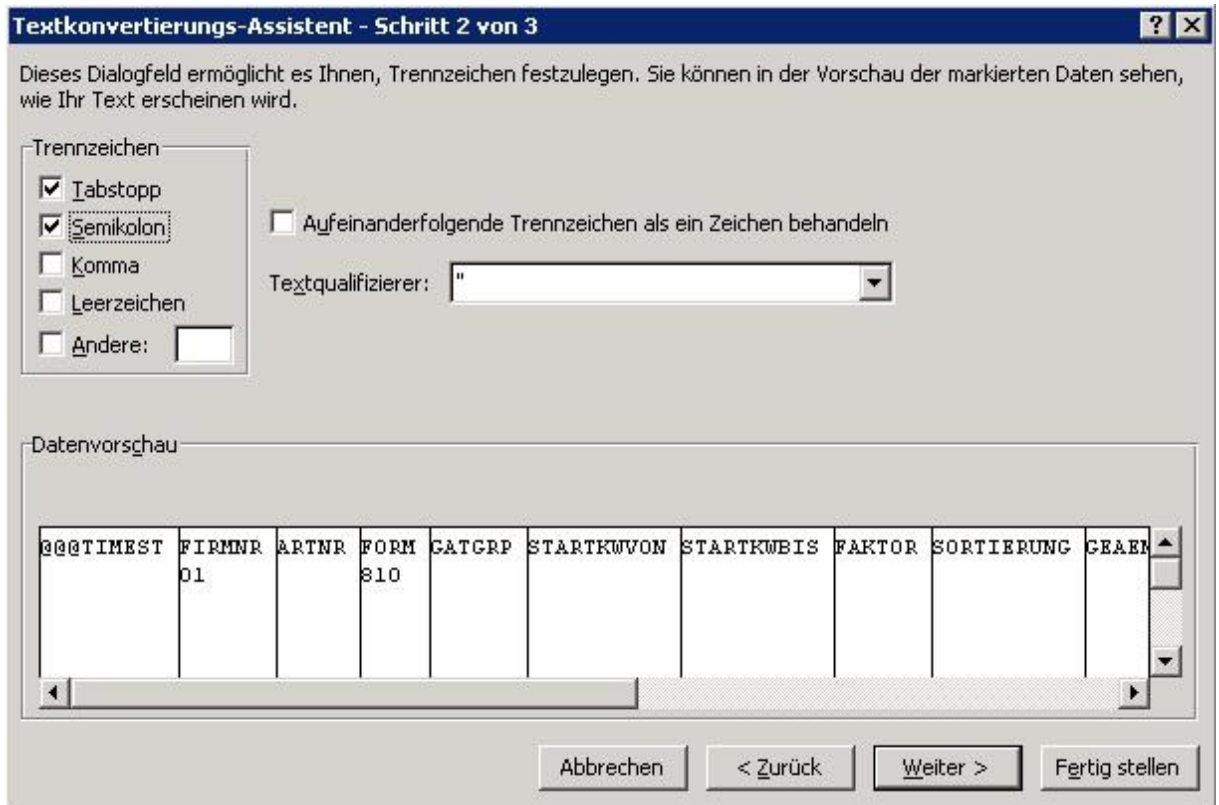 Textkonvertierungs-Assistent - Schritt 2 von 3
Dieses Dialogfeld ermöglicht es Ihnen, Trennzeichen festzulegen. Sie können in der Vorschau der markierten Daten sehen,
wie Ihr Text erscheinen wird.
Trennzeichen
Tabstopp
Semikolon
Komma
Leerzeichen
Andere:
Aufeinanderfolgende Trennzeichen als ein Zeichen behandeln
Textqualifizierer: "
Datenvorschau
@@@TIMEST FIRMNR ARTNR FORM GATGRP STARTKWVON STARTKWBIS FAKTOR SORTIERUNG GEAEN
01 810
Abbrechen < Zurück Weiter > Fertig stellen